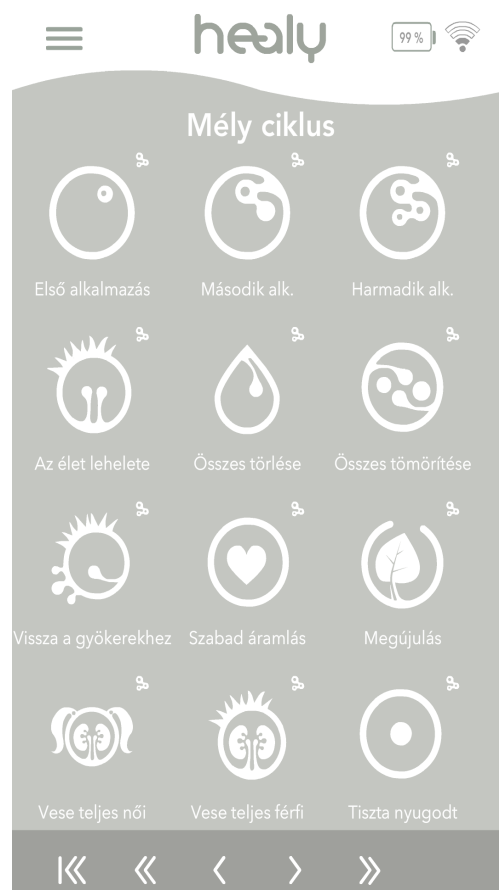 healy
99 %
Mély ciklus
Első alkalmazás
Második alk.
Harmadik alk.
Az élet lehelete
Összes törlése
Összes tömörítése
Vissza a gyökerekhez
Szabad áramlás
Megújulás
Vese teljes női
Vese teljes férfi
Tiszta nyugodt